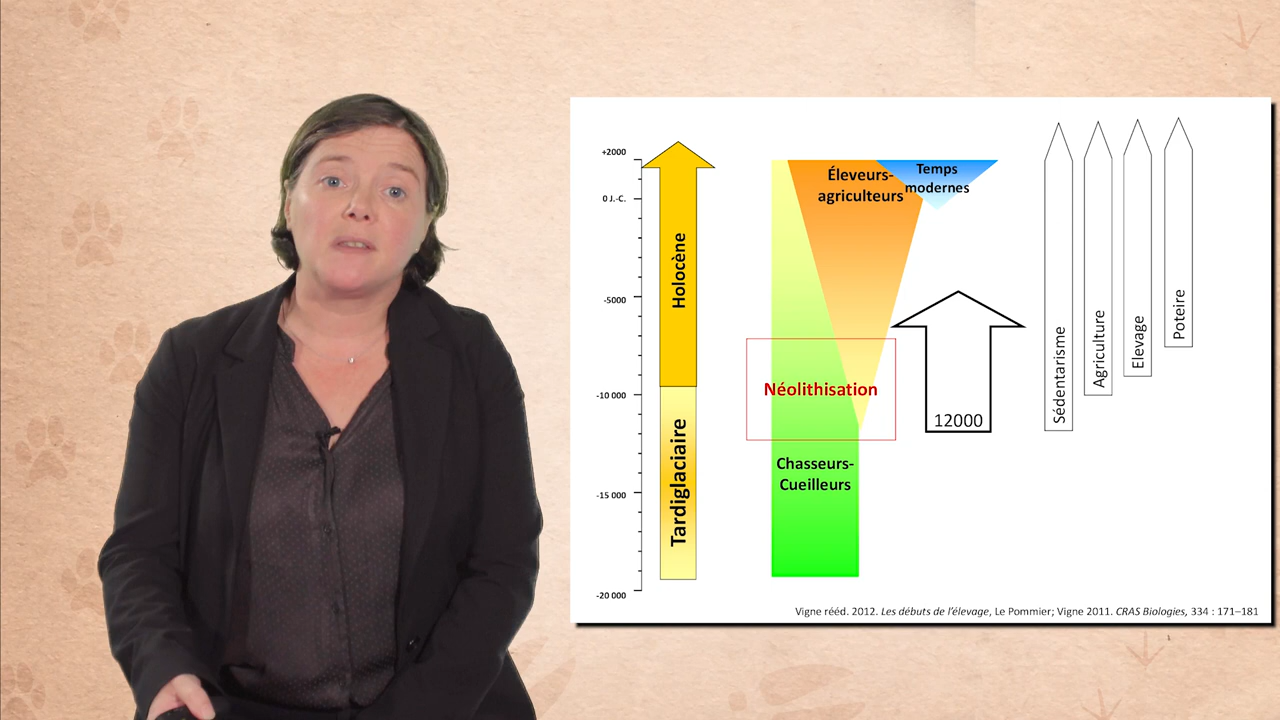 +2000
0 J.-C.
-5000
-10 000
-15 000
-20 000
Holocène
Tardiglaciaire
Éleveurs-
agriculteurs
Temps
modernes
Néolithisation
Chasseurs-
Cueilleurs
12000
Sédentarisme
Agriculture
Elevage
Poteire
Vigne rééd. 2012. Les débuts de l’élevage, Le Pommier; Vigne 2011. CRAS Biologies, 334 : 171–181